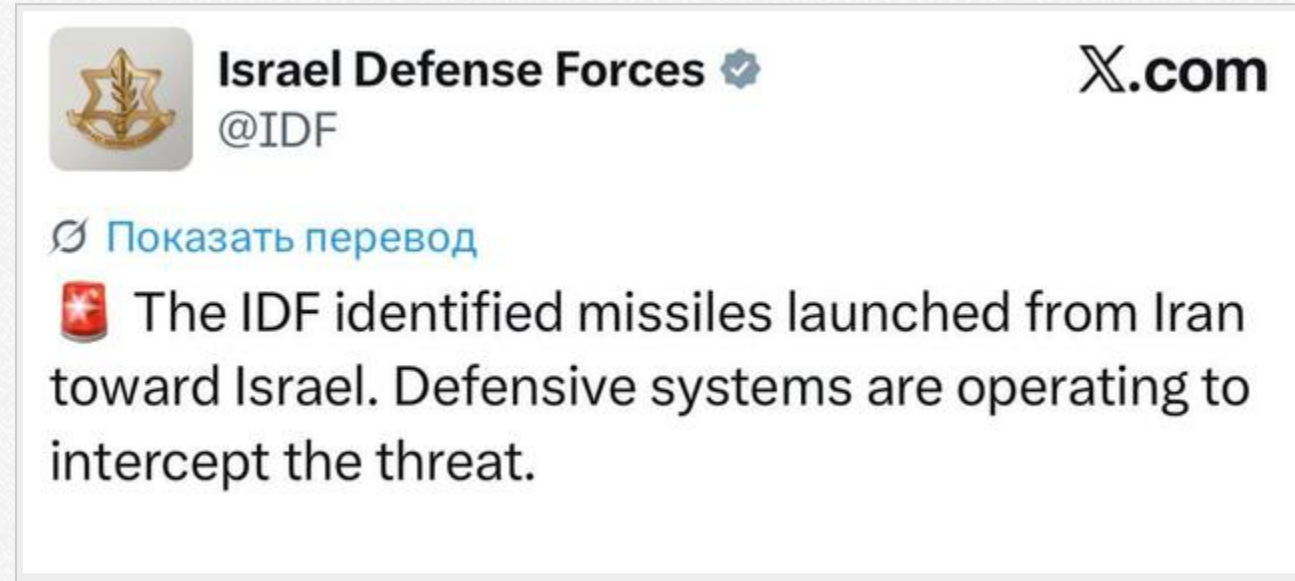 Israel Defense Forces
X.com
@IDF
Показать перевод
🚨 The IDF identified missiles launched from Iran
toward Israel. Defensive systems are operating to
intercept the threat.